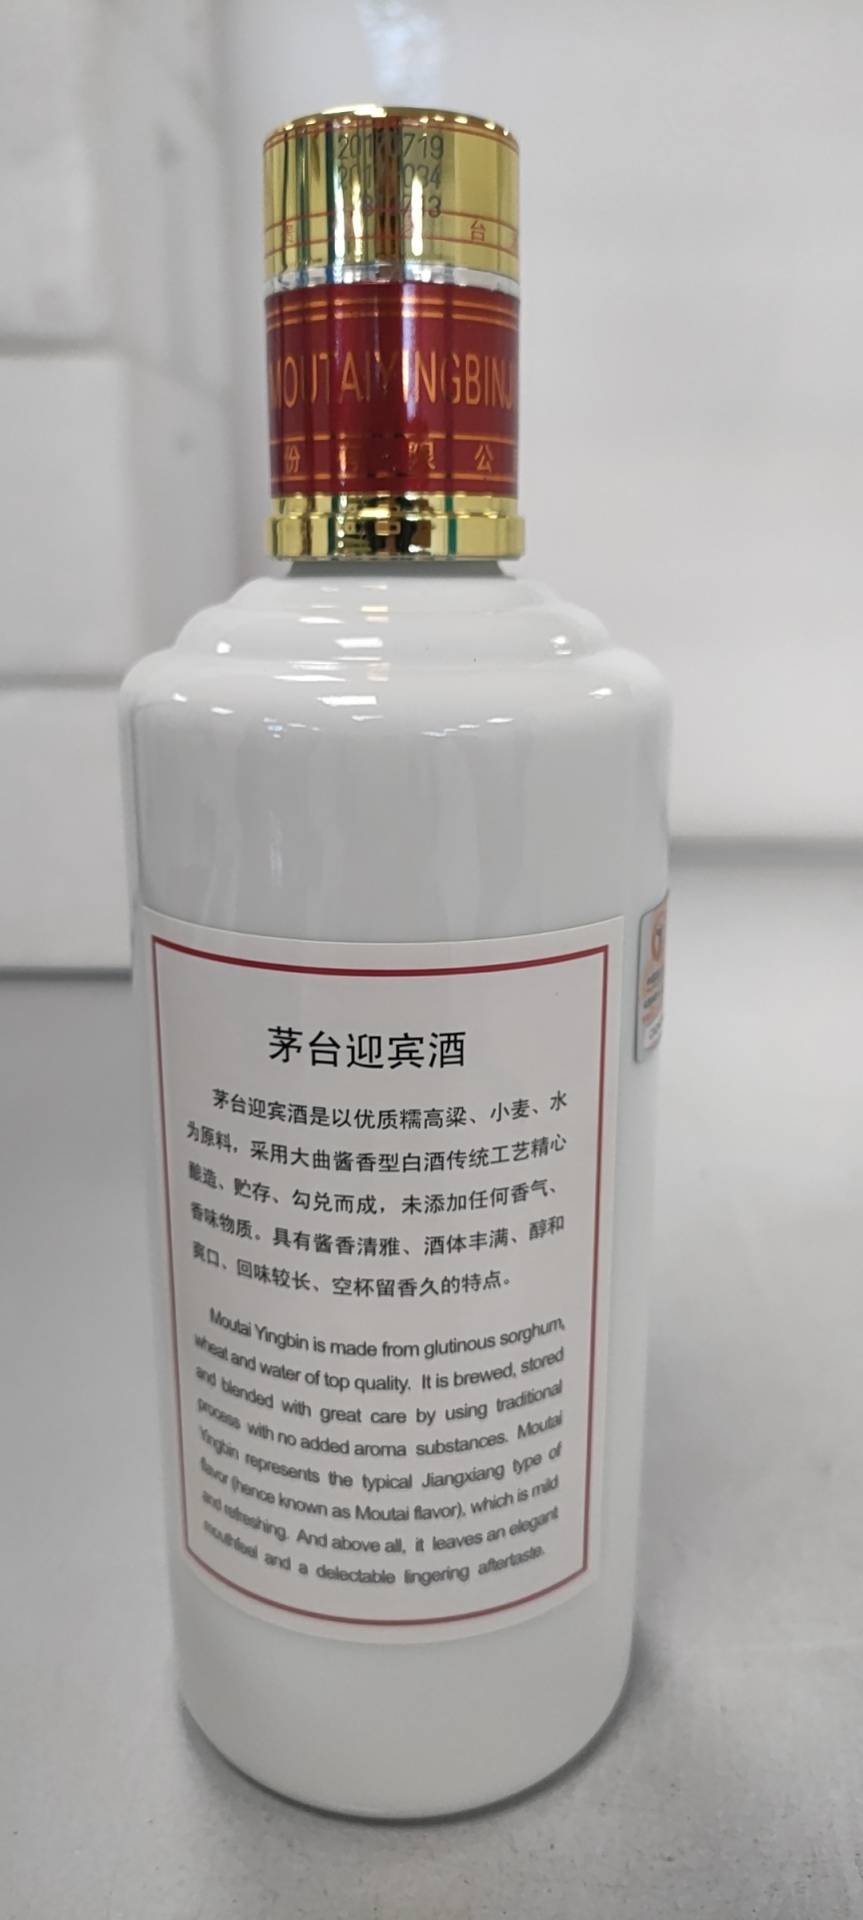 MOUTAIYINGBINJ
份有限公
茅台迎宾酒
茅台迎宾酒是以优质糯高粱、小麦、水
为原料，采用大曲酱香型白酒传统工艺精心
酿造、贮存、勾兑而成，未添加任何香气、
香味物质。具有酱香清雅、酒体丰满、醇和
爽口、回味较长、空杯留香久的特点。
Moutai Yingbin is made from glutinous sorghum,
wheat and water of top quality. It is brewed, stored
and blended with great care by using traditional
process with no added aroma substances. Moutai
Yingbin represents the typical Jiangxiang type of
flavor (hence known as Moutai flavor), which is mild
and refreshing. And above all, it leaves an elegant
mouthfeel and a delectable lingering aftertaste.